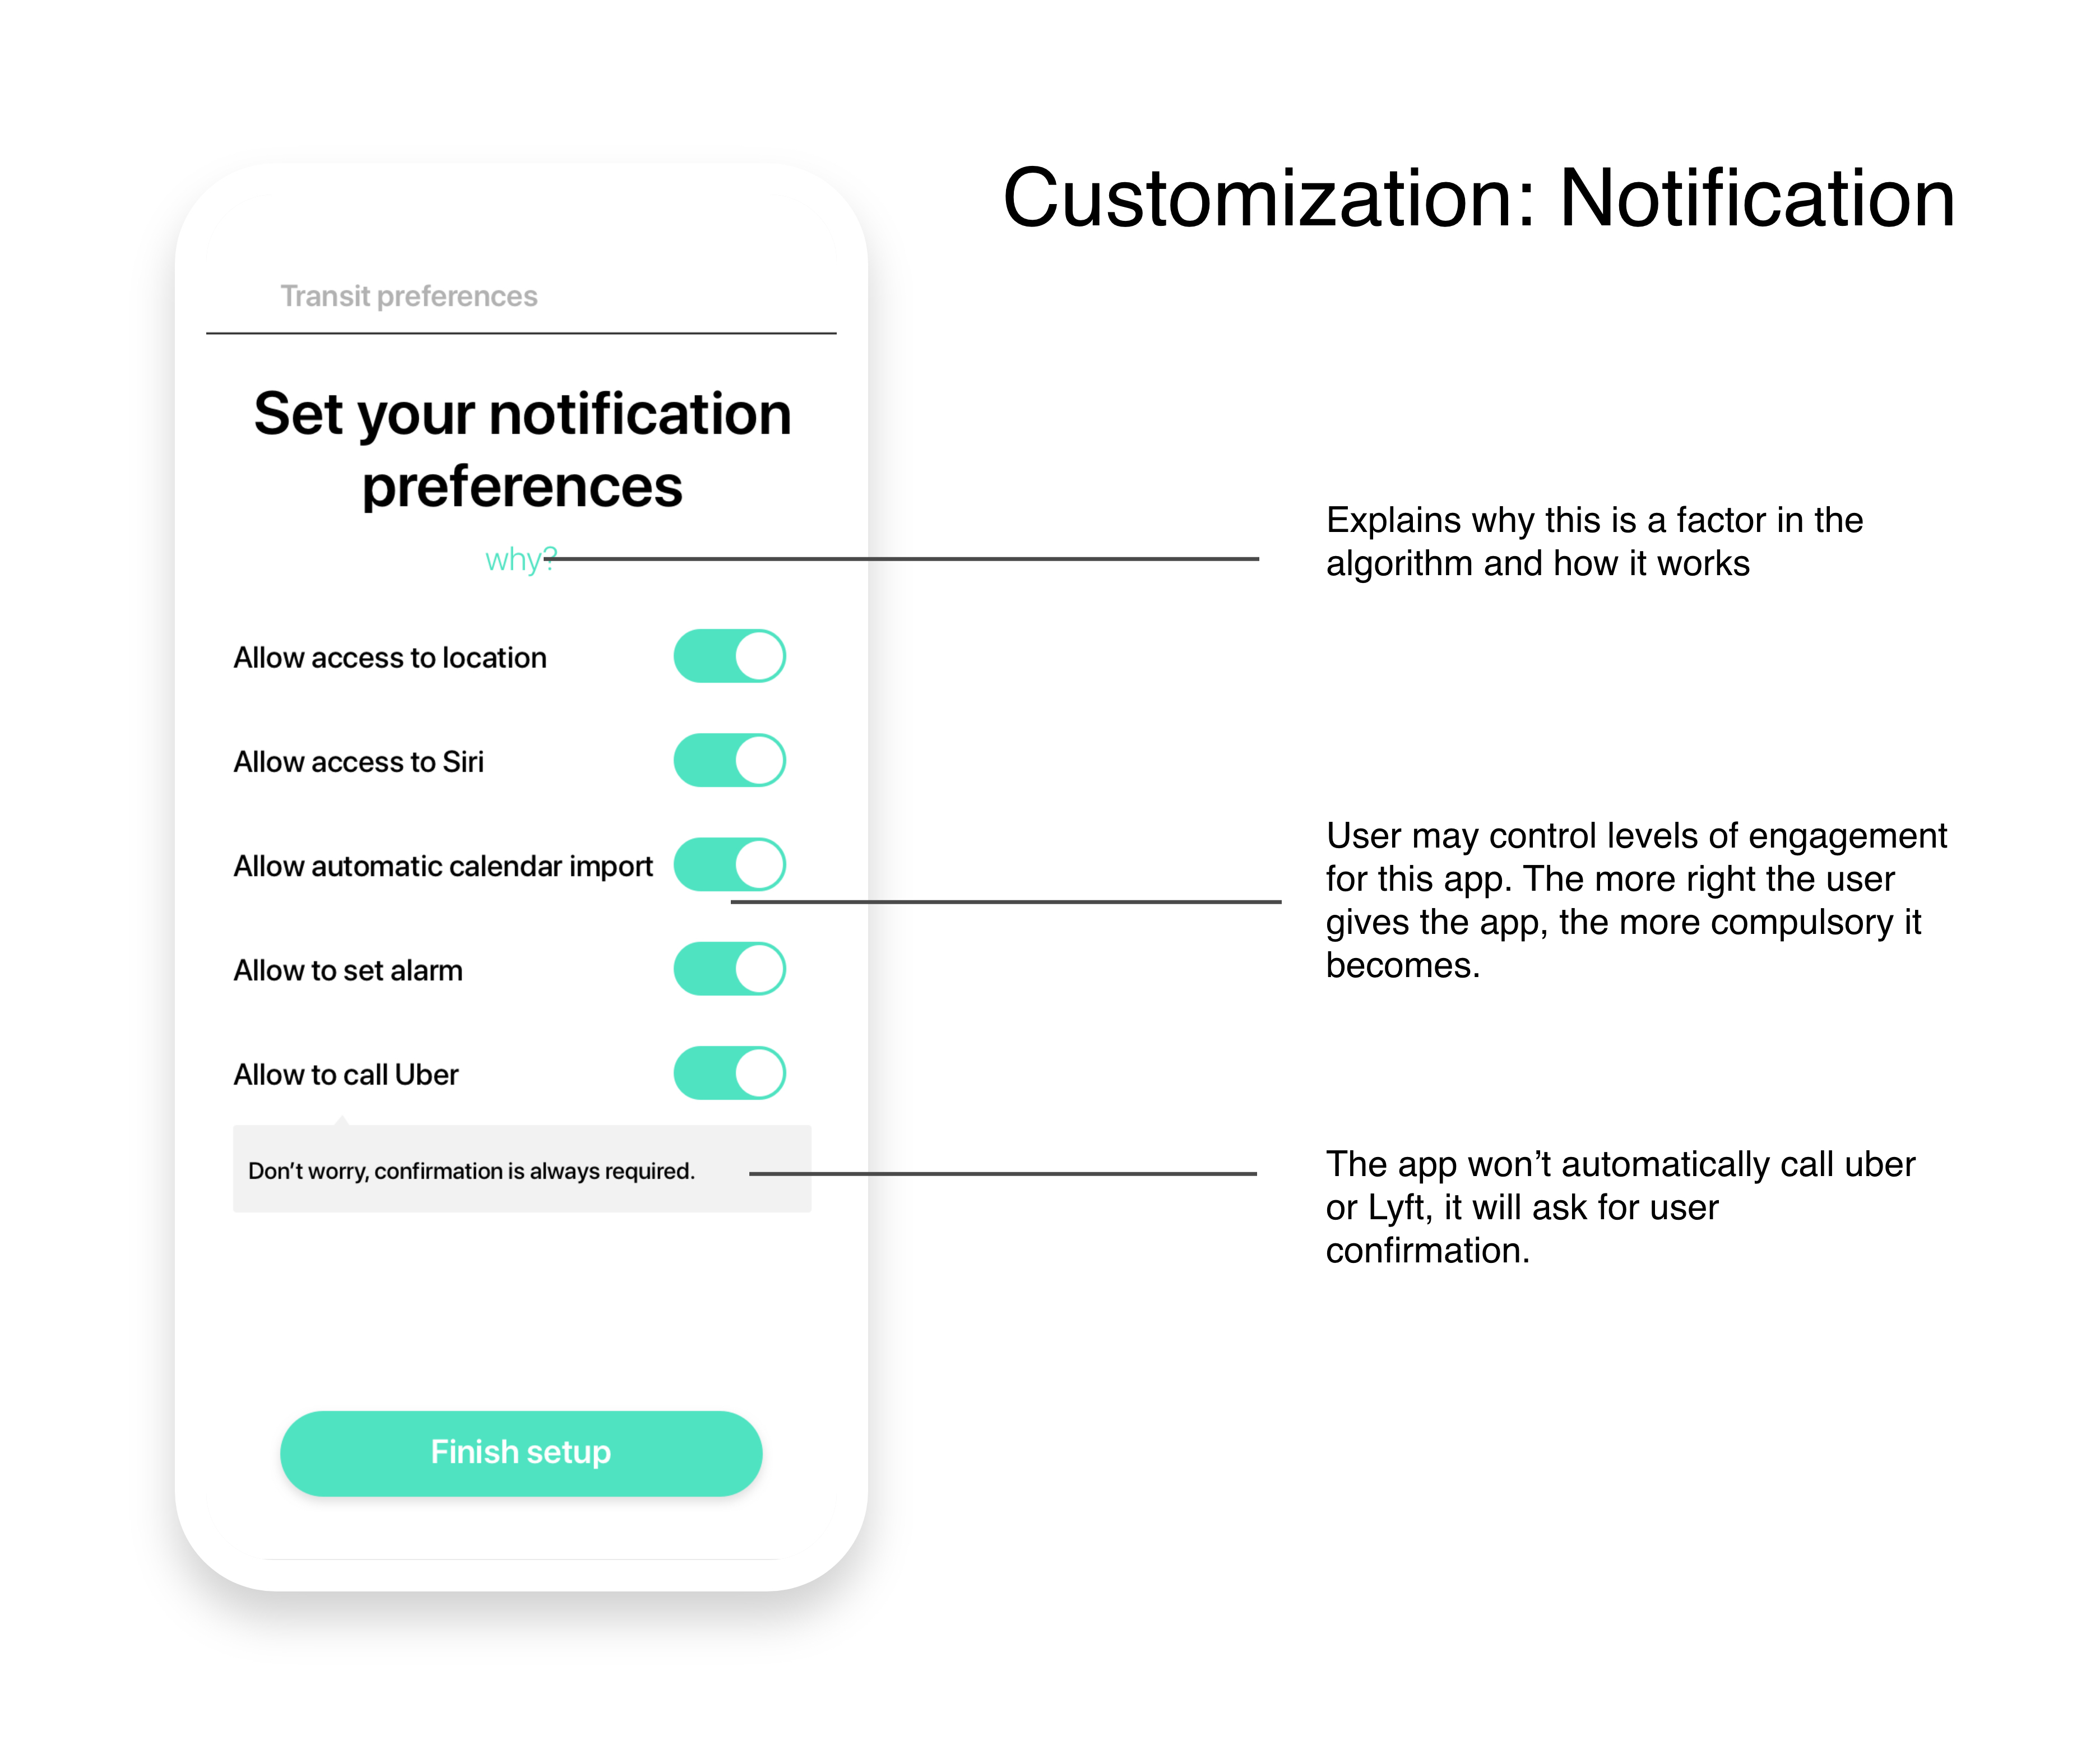 Customization: Notification
Transit preferences
Set your notification
preferences
why?
Allow access to location
Allow access to Siri
Allow automatic calendar import
Allow to set alarm
Allow to call Uber
Don’t worry, confirmation is always required.
Finish setup
Explains why this is a factor in the
algorithm and how it works
User may control levels of engagement
for this app. The more right the user
gives the app, the more compulsory it
becomes.
The app won’t automatically call uber
or Lyft, it will ask for user
confirmation.